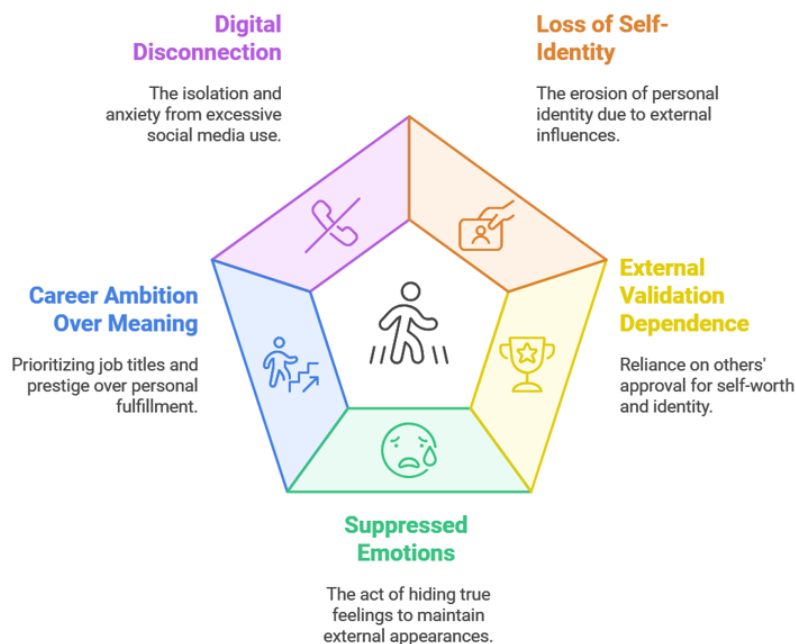 Digital
Disconnection
The isolation and
anxiety from excessive
social media use.
Loss of Self-
Identity
The erosion of personal
identity due to external
influences.
Career Ambition
Over Meaning
Prioritizing job titles and
prestige over personal
fulfillment.
External
Validation
Dependence
Reliance on others'
approval for self-worth
and identity.
Suppressed
Emotions
The act of hiding true
feelings to maintain
external appearances.